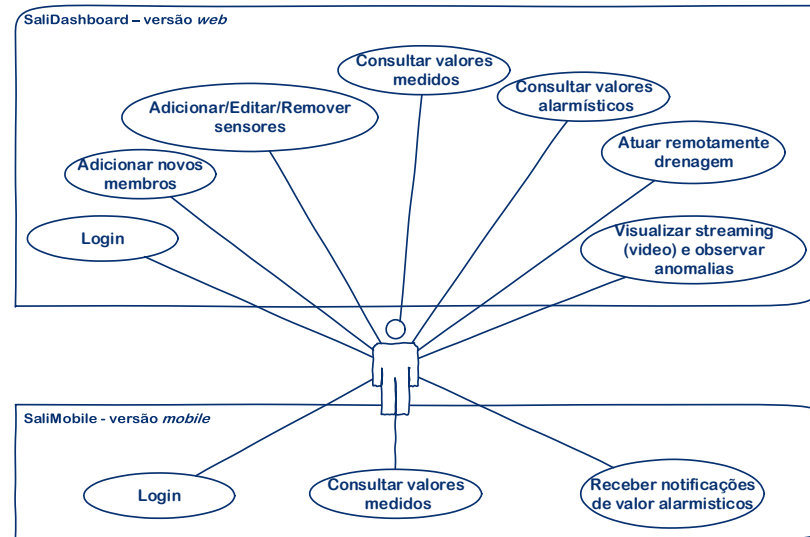 SaliDashboard – versão web
Consultar valores
medidos
Consultar valores
alarmísticos
Adicionar/Editar/Remover
sensores
Atuar remotamente
drenagem
Adicionar novos
membros
Login
Visualizar streaming
(video) e observar
anomalias
SaliMobile - versão mobile
Login
Consultar valores
medidos
Receber notificações
de valor alarmisticos